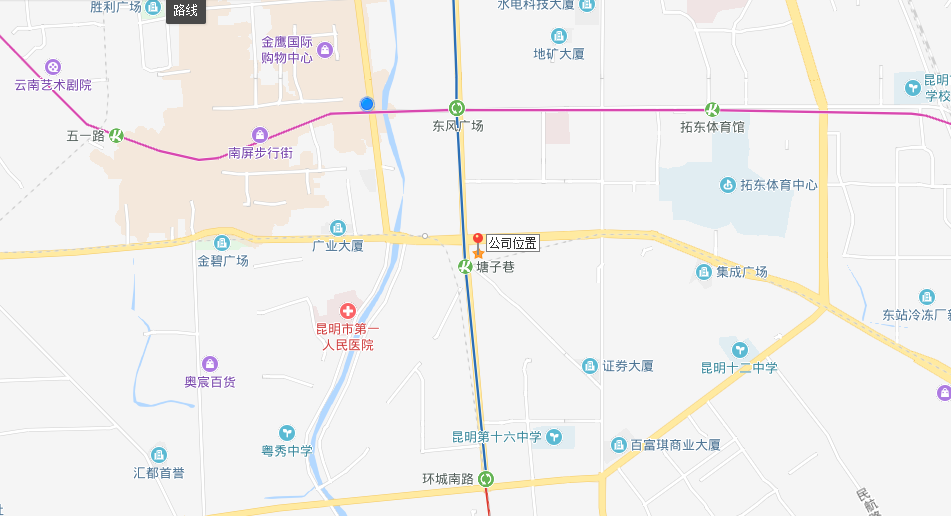 胜利广场
路线
水电科技大厦
金鹰国际
购物中心
地矿大厦
云南艺术剧院
东风广场
拓东体育馆
五一路
南屏步行街
拓东体育中心
广业大厦
公司位置
金碧广场
塘子巷
集成广场
昆明市第一
人民医院
奥宸百货
证券大厦
昆明十二中学
粤秀中学
昆明第十六中学
百富琪商业大厦
汇都首誉
环城南路
学校
东站冷冻厂
民航